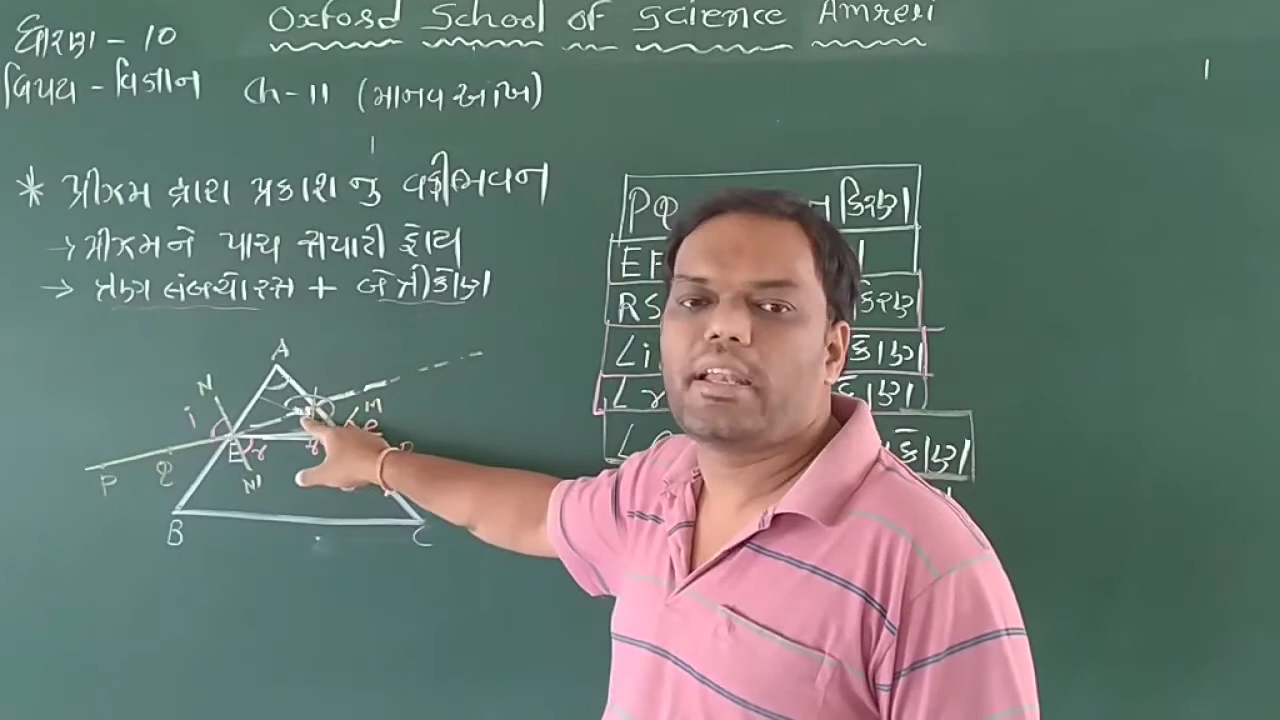 Oxford School of Science Amreli
ધોરણ - 10
વિષય - વિજ્ઞાન
Ch - 11 (માનવ આંખ)
* પ્રીઝમ દ્વારા પ્રકાશ નુ વક્રીભવન
→ પ્રીઝમને પાચ સપાટી હોય
→ ત્રણ લંબચોરસ + બે ત્રીકોણ
A
N
M
i
e
E
r
r
P
Q
N'
B
C
PQ કિરણ
EF
RS કિરણ
∠i કોણ
∠r કોણ
કોણ